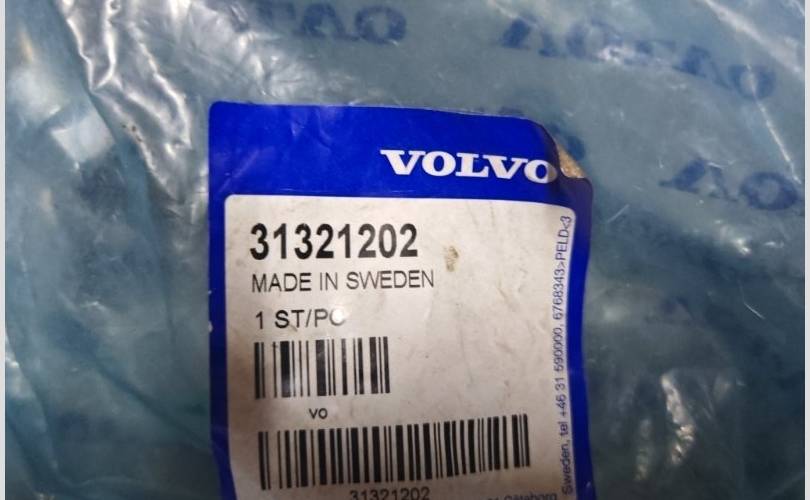 VOLVO
31321202
MADE IN SWEDEN
1 ST/PC
VO
31321202
Sweden, tel +46 31 590000, 6768343>PELD<3